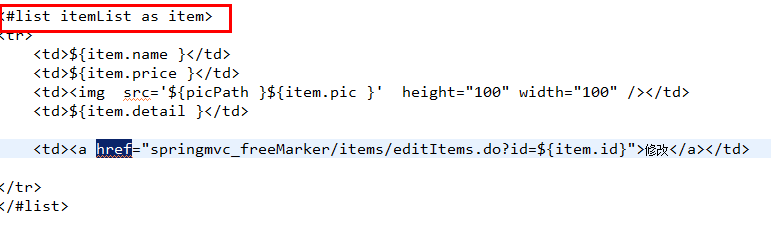 <#list itemList as item>
<tr>
<td>${item.name }</td>
<td>${item.price }</td>
<td><img  src='${picPath }${item.pic }'  height="100" width="100" /></td>
<td>${item.detail }</td>
<td><a href="springmvc_freeMarker/items/editItems.do?id=${item.id}">修改</a></td>
</tr>
</#list>